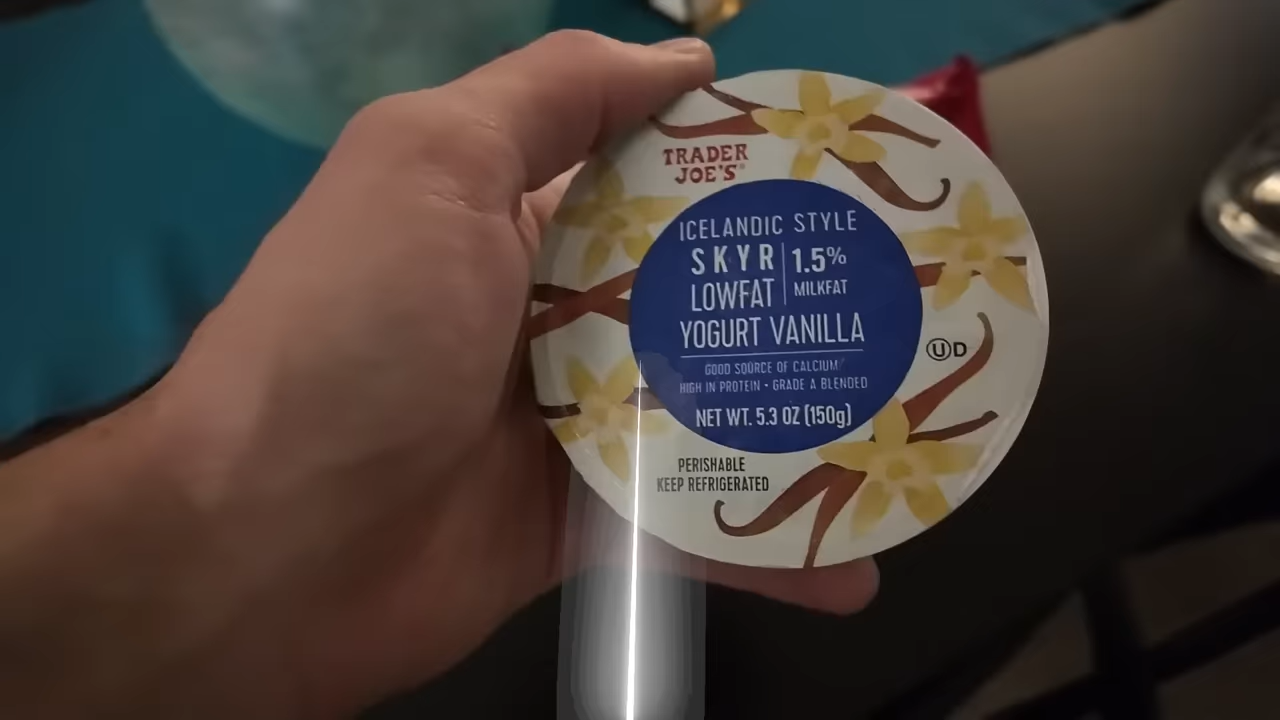 TRADER
JOE'S®
ICELANDIC STYLE
SKYR
LOWFAT
1.5%
MILKFAT
YOGURT VANILLA
GOOD SOURCE OF CALCIUM
HIGH IN PROTEIN • GRADE A BLENDED
NET WT. 5.3 OZ (150g)
ⓊD
PERISHABLE
KEEP REFRIGERATED